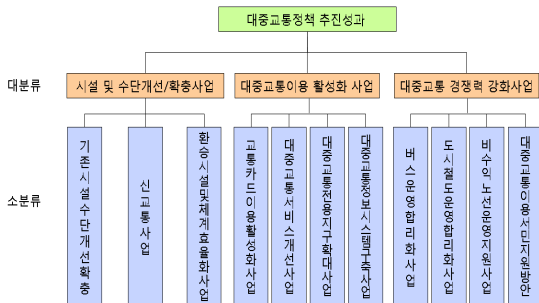 대중교통정책 추진성과
대분류
시설 및 수단개선/확충사업
대중교통이용 활성화 사업
대중교통 경쟁력 강화사업
소분류
기존시설수단개선확충
신교통사업
환승시설및체계효율화사업
교통카드이용활성화사업
대중교통서비스개선사업
대중교통전용지구확대사업
대중교통정보시스템구축사업
버스운영합리화사업
도시철도운영합리화사업
비수익노선운영지원사업
대중교통이용서민지원방안